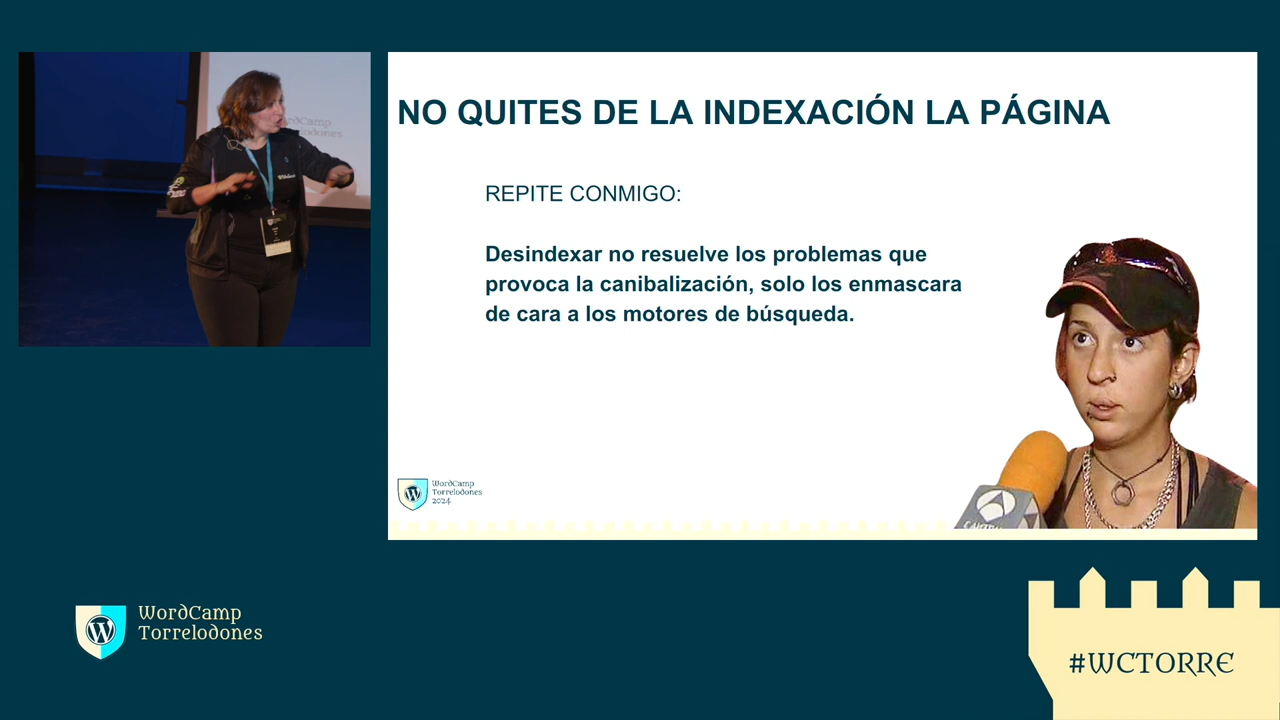 NO QUITES DE LA INDEXACIÓN LA PÁGINA
REPITE CONMIGO:
Desindexar no resuelve los problemas que
provoca la canibalización, solo los enmascara
de cara a los motores de búsqueda.
WordCamp
Torrelodones
2024
WordCamp
Torrelodones
#WCTORRE